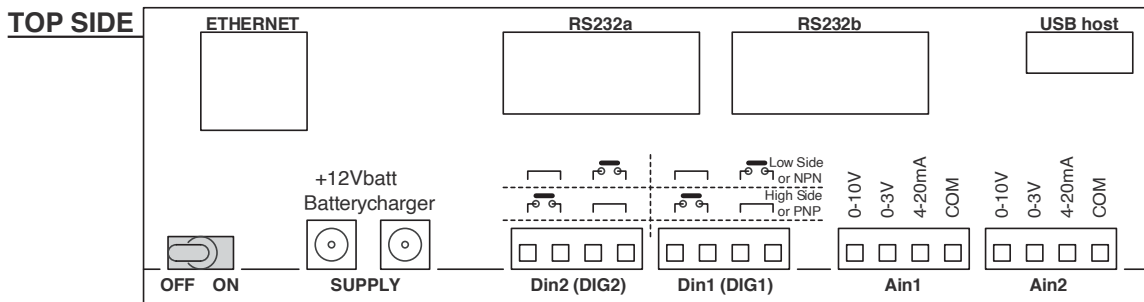 TOP SIDE
ETHERNET
RS232a
RS232b
USB host
Low Side
or NPN
High Side
or PNP
+12Vbatt
Batterycharger
0-10V
0-3V
4-20mA
COM
0-10V
0-3V
4-20mA
COM
OFF ON
SUPPLY
Din2 (DIG2)
Din1 (DIG1)
Ain1
Ain2